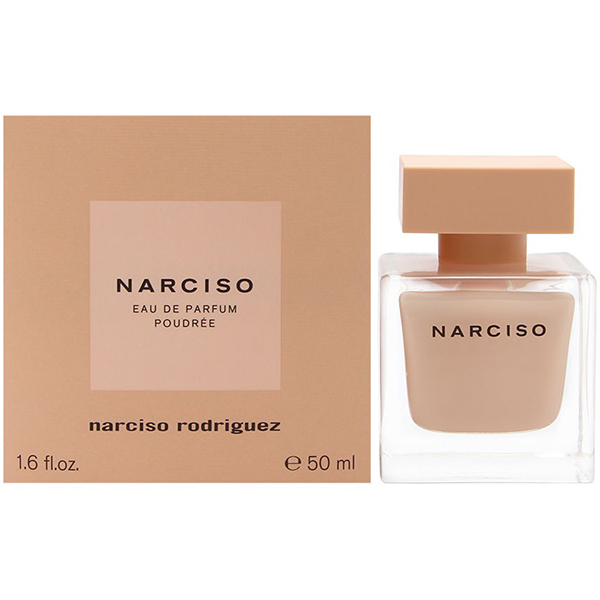 NARCISO
EAU DE PARFUM
POUDRÉE
narciso rodriguez
1.6 fl.oz.
℮ 50 ml
NARCISO